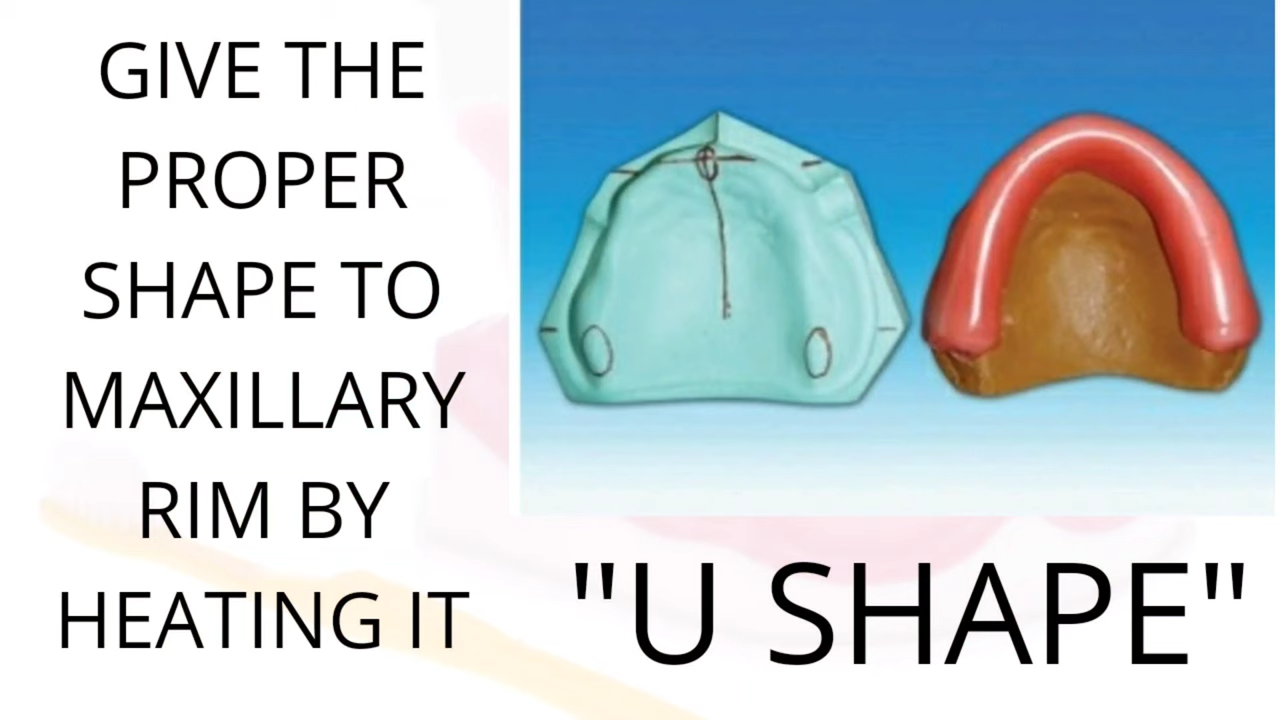 GIVE THE
PROPER
SHAPE TO
MAXILLARY
RIM BY
HEATING IT
"U SHAPE"